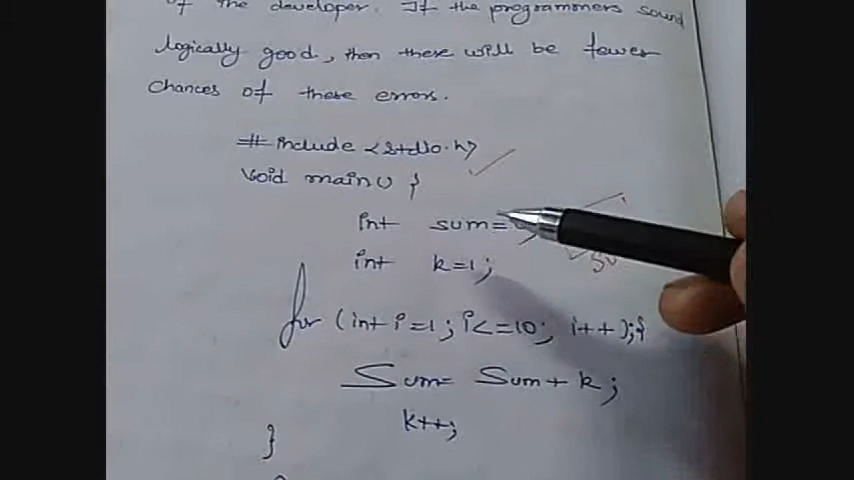 of the developer. If the programmers sound
logically good, then there will be fewer
chances of these errors.
# include <stdio.h>
void main() {
int sum=
int k=1;
for (int i=1; i<=10; i++);{
Sum= Sum+k;
k++;
}